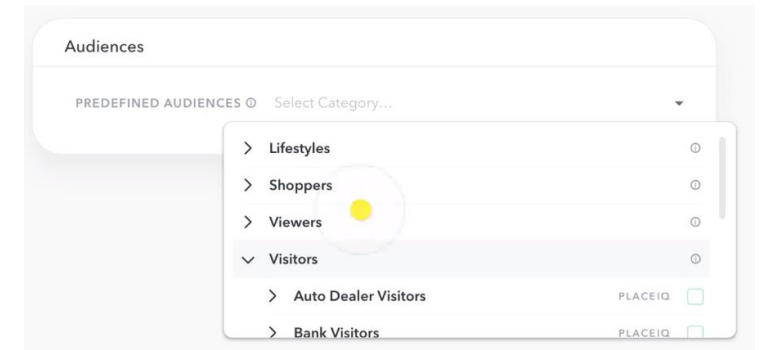 Audiences
PREDEFINED AUDIENCES Select Category...
Lifestyles
Shoppers
Viewers
Visitors
Auto Dealer Visitors PLACEIQ
Bank Visitors PLACEIQ